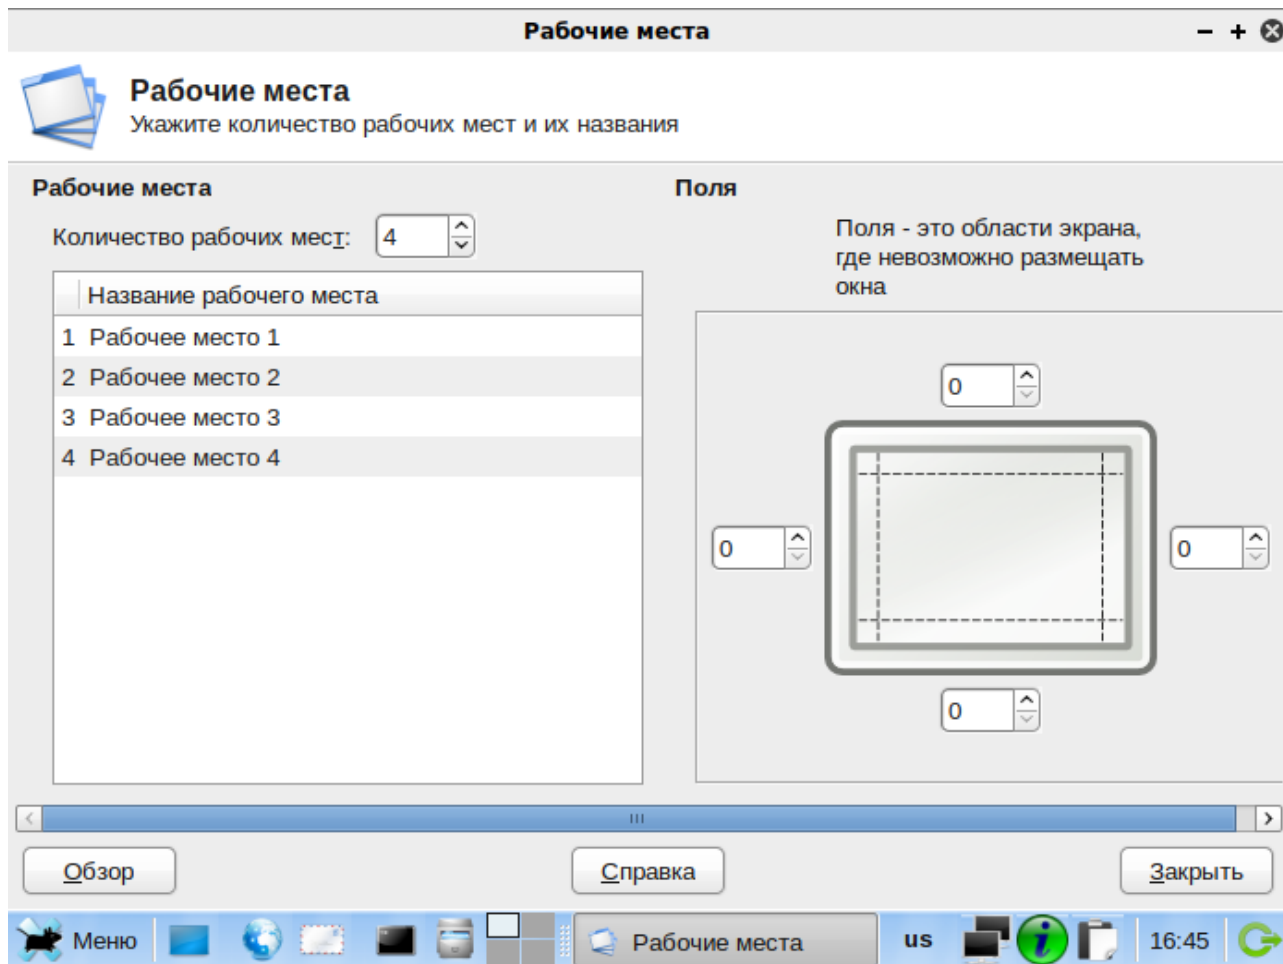 Рабочие места
Рабочие места
Укажите количество рабочих мест и их названия
Рабочие места
Количество рабочих мест: 4
Название рабочего места
1 Рабочее место 1
2 Рабочее место 2
3 Рабочее место 3
4 Рабочее место 4
Поля
Поля - это области экрана,
где невозможно размещать
окна
0
0
0
0
Обзор
Справка
Закрыть
Меню
Рабочие места
us
16:45